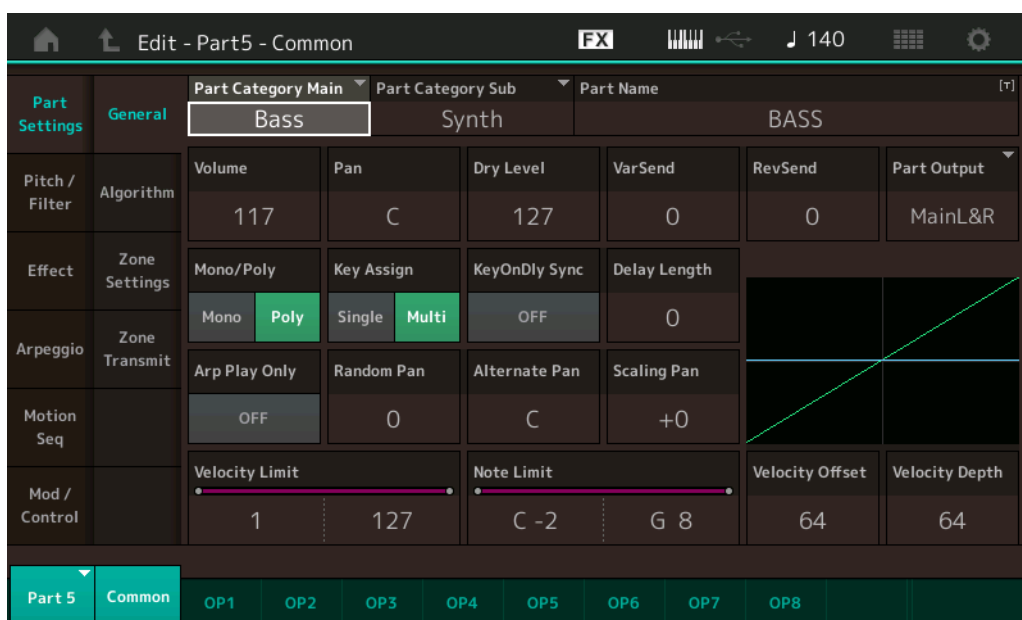 Edit - Part5 - Common FX ♩ 140
Part Settings
General
Part Category Main Part Category Sub Part Name [T]
Bass Synth BASS
Pitch / Filter
Algorithm
Volume Pan Dry Level VarSend RevSend Part Output
117 C 127 0 0 MainL&R
Effect
Zone Settings
Mono/Poly Key Assign KeyOnDly Sync Delay Length
Mono Poly Single Multi OFF 0
Arpeggio
Zone Transmit
Arp Play Only Random Pan Alternate Pan Scaling Pan
OFF 0 C +0
Motion Seq
Velocity Limit Note Limit Velocity Offset Velocity Depth
Mod / Control
1 127 C -2 G 8 64 64
Part 5 Common OP1 OP2 OP3 OP4 OP5 OP6 OP7 OP8